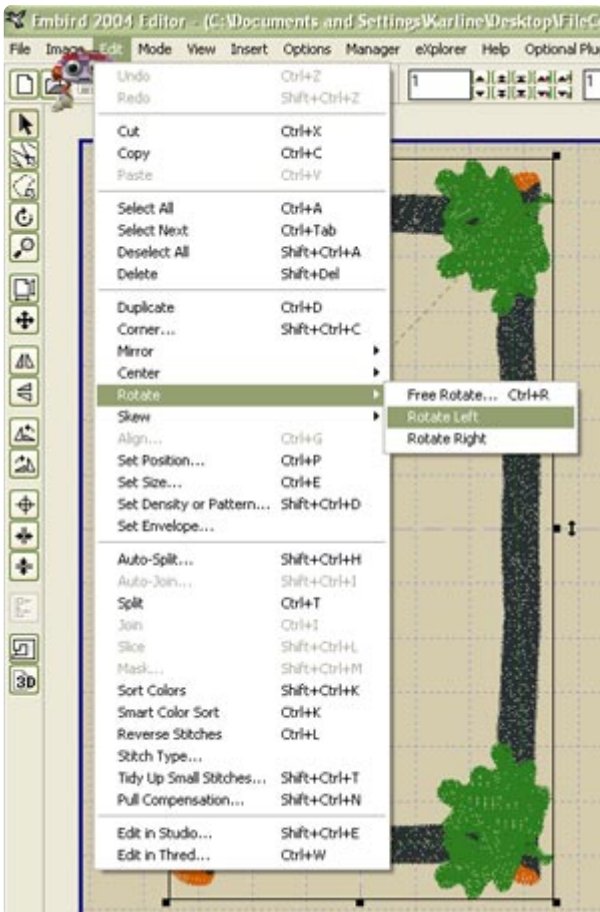 Embird 2004 Editor - (C:\Documents and Settings\Karline\Desktop\FileCo
File Image Edit Mode View Insert Options Manager eXplorer Help Optional Plu
1 1
Undo Ctrl+Z
Redo Shift+Ctrl+Z
Cut Ctrl+X
Copy Ctrl+C
Paste Ctrl+V
Select All Ctrl+A
Select Next Ctrl+Tab
Deselect All Shift+Ctrl+A
Delete Shift+Del
Duplicate Ctrl+D
Corner... Shift+Ctrl+C
Mirror
Center
Rotate
Free Rotate... Ctrl+R
Skew
Rotate Left
Align... Ctrl+G
Rotate Right
Set Position... Ctrl+P
Set Size... Ctrl+E
Set Density or Pattern... Shift+Ctrl+D
Set Envelope...
Auto-Split... Shift+Ctrl+H
Auto-Join... Shift+Ctrl+I
Split Ctrl+T
Join Ctrl+I
Slice Shift+Ctrl+L
Mask... Shift+Ctrl+M
Sort Colors Shift+Ctrl+K
3D
Smart Color Sort Ctrl+K
Reverse Stitches Ctrl+L
Stitch Type...
Tidy Up Small Stitches... Shift+Ctrl+T
Pull Compensation... Shift+Ctrl+N
Edit in Studio... Shift+Ctrl+E
Edit in Thred... Ctrl+W